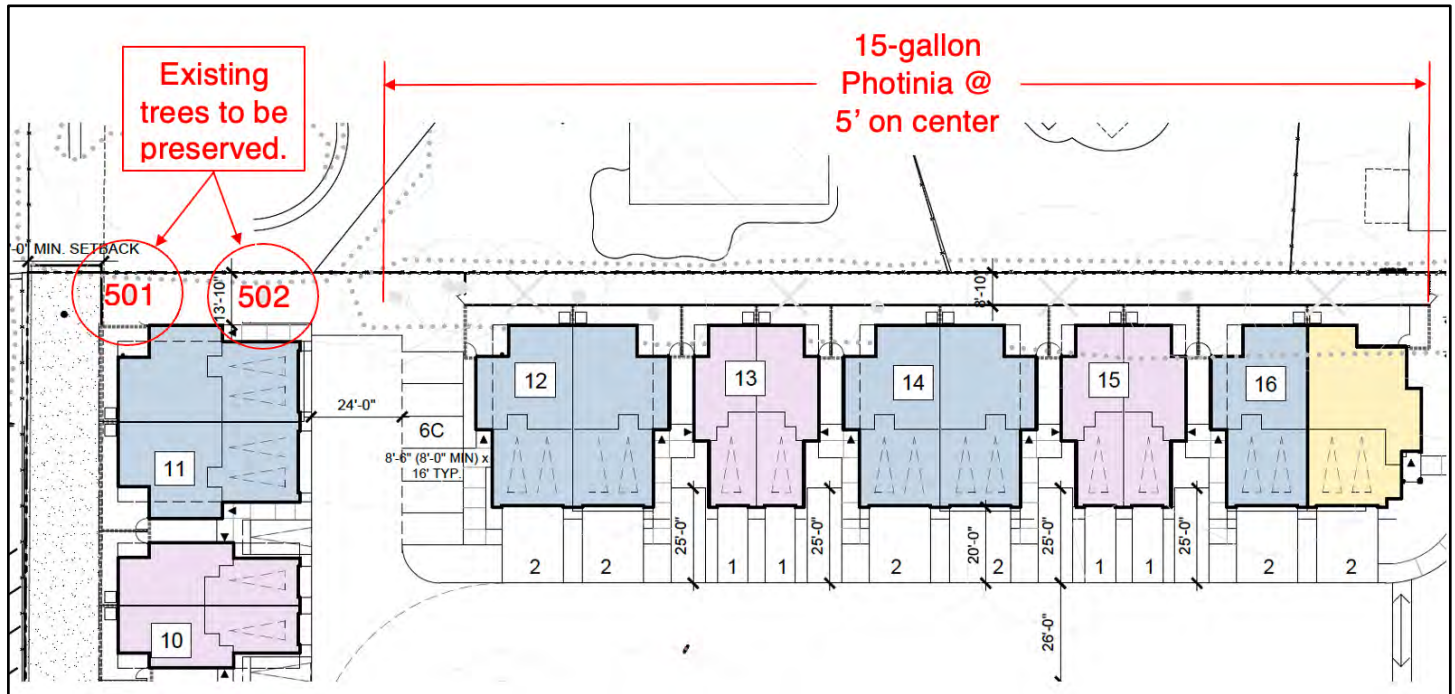 Existing
trees to be
preserved.
15-gallon
Photinia @
5' on center
'-0" MIN. SETBACK
501
502
13'-10"
8'-10"
12
13
14
15
16
24'-0"
6C
8'-6" (8'-0" MIN) x
16' TYP.
11
25'-0"
25'-0"
20'-0"
25'-0"
25'-0"
2
2
1
1
2
2
1
1
2
2
10
26'-0"